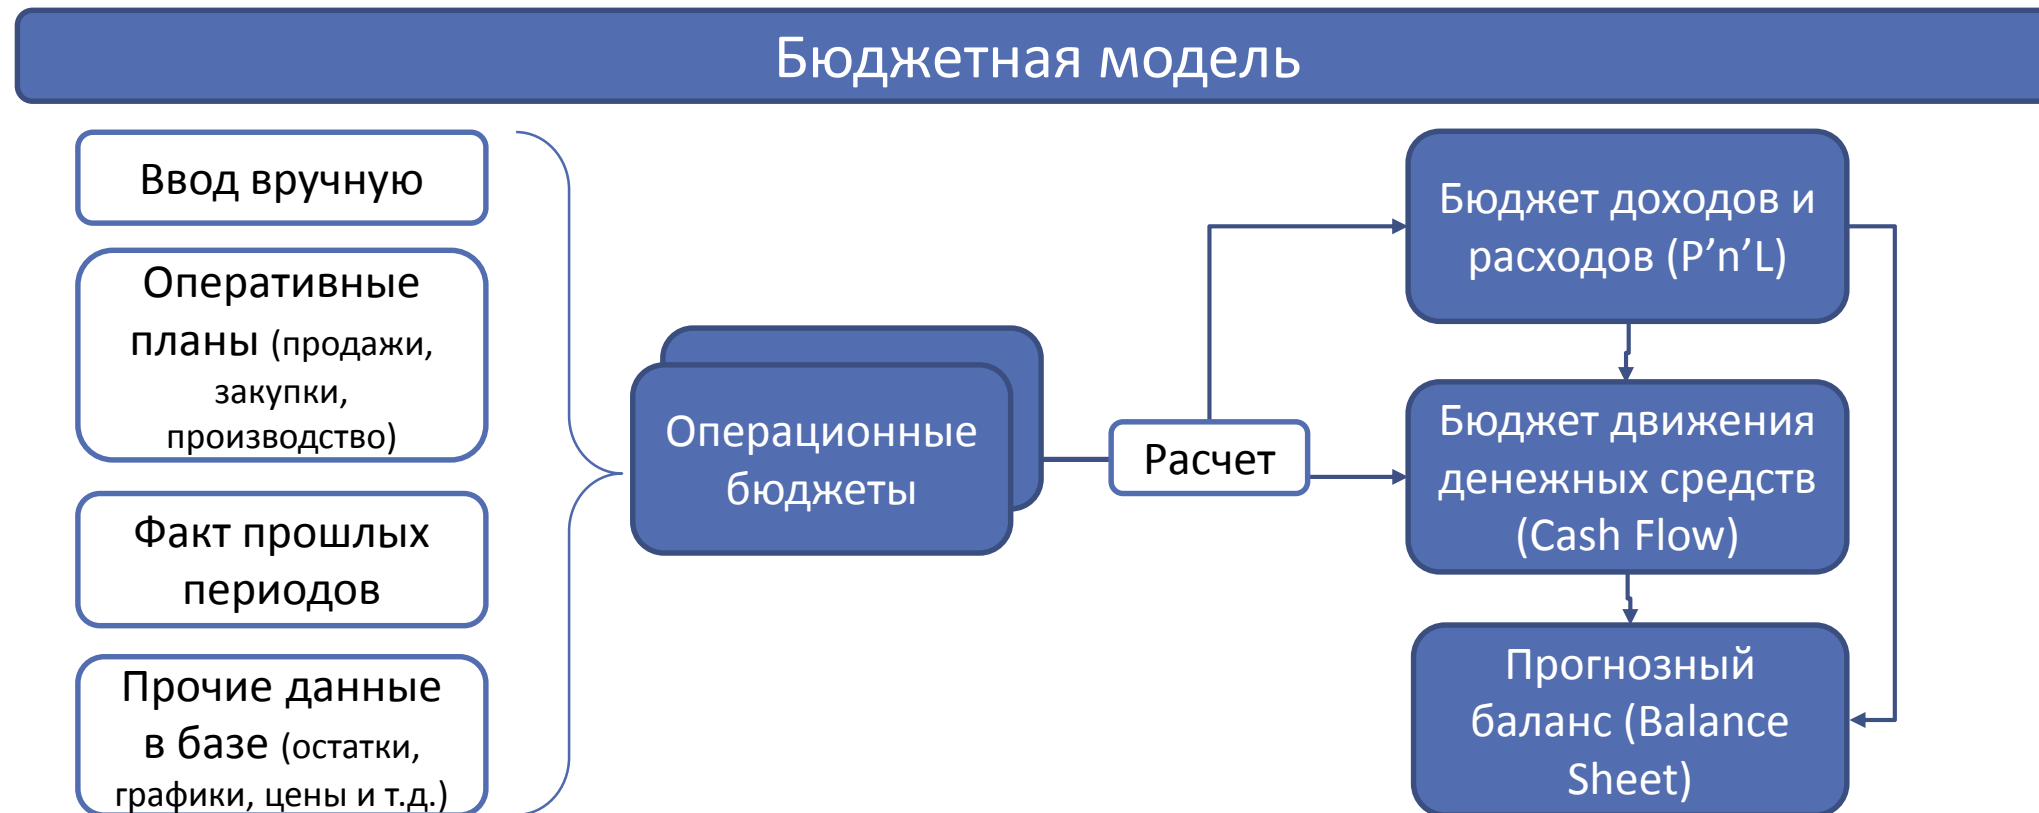 Бюджетная модель
Ввод вручную
Оперативные
планы (продажи,
закупки,
производство)
Факт прошлых
периодов
Прочие данные
в базе (остатки,
графики, цены и т.д.)
Операционные
бюджеты
Расчет
Бюджет доходов и
расходов (P’n’L)
Бюджет движения
денежных средств
(Cash Flow)
Прогнозный
баланс (Balance
Sheet)